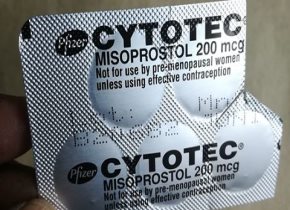 Pfizer CYTOTEC®
MISOPROSTOL 200 mcg
Not for use by pre-menopausal women
unless using effective contraception
Pfizer CYTOTEC®
MISOPROSTOL 200 mcg
Not for use by pre-menopausal women
unless using effective contraception